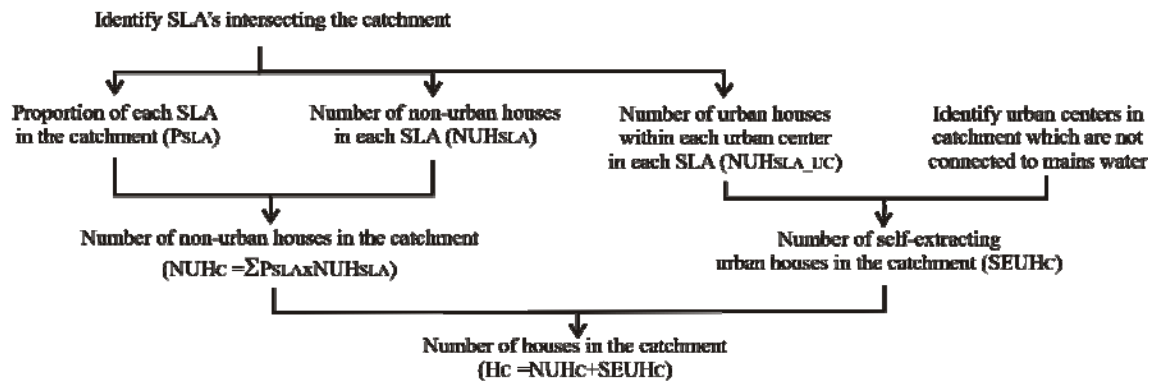 Identify SLA's intersecting the catchment
Proportion of each SLA
in the catchment (PSLA)
Number of non-urban houses
in each SLA (NUHSLA)
Number of urban houses
within each urban center
in each SLA (NUHSLA_UC)
Identify urban centers in
catchment which are not
connected to mains water
Number of non-urban houses in the catchment
(NUHC =ΣPSLAxNUHSLA)
Number of self-extracting
urban houses in the catchment (SEUHC)
Number of houses in the catchment
(HC =NUHC+SEUHC)